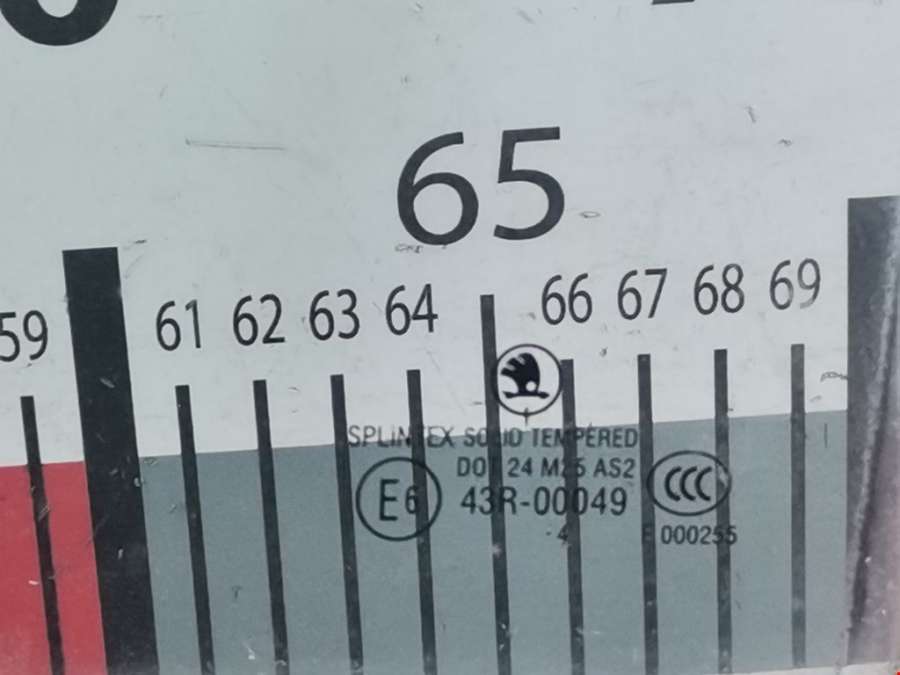 65
59 61 62 63 64 66 67 68 69
SPLINTEX SOLID TEMPERED
DOT 24 M25 AS2
E6 43R-00049 CCC
4 E 000255